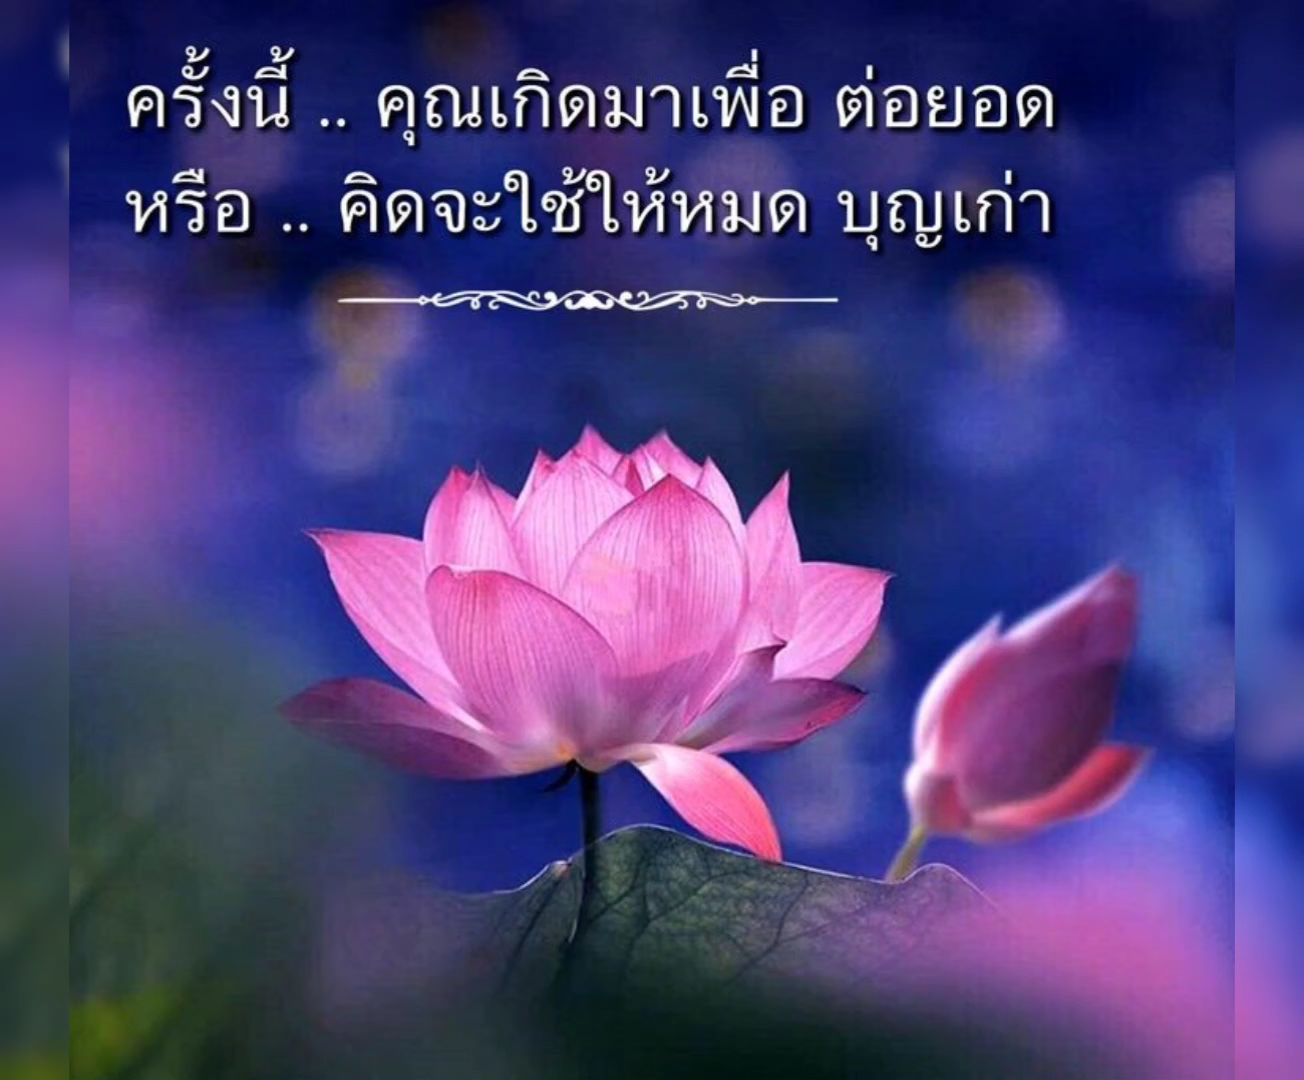 ครั้งนี้ .. คุณเกิดมาเพื่อ ต่อยอด
หรือ .. คิดจะใช้ให้หมด บุญเก่า